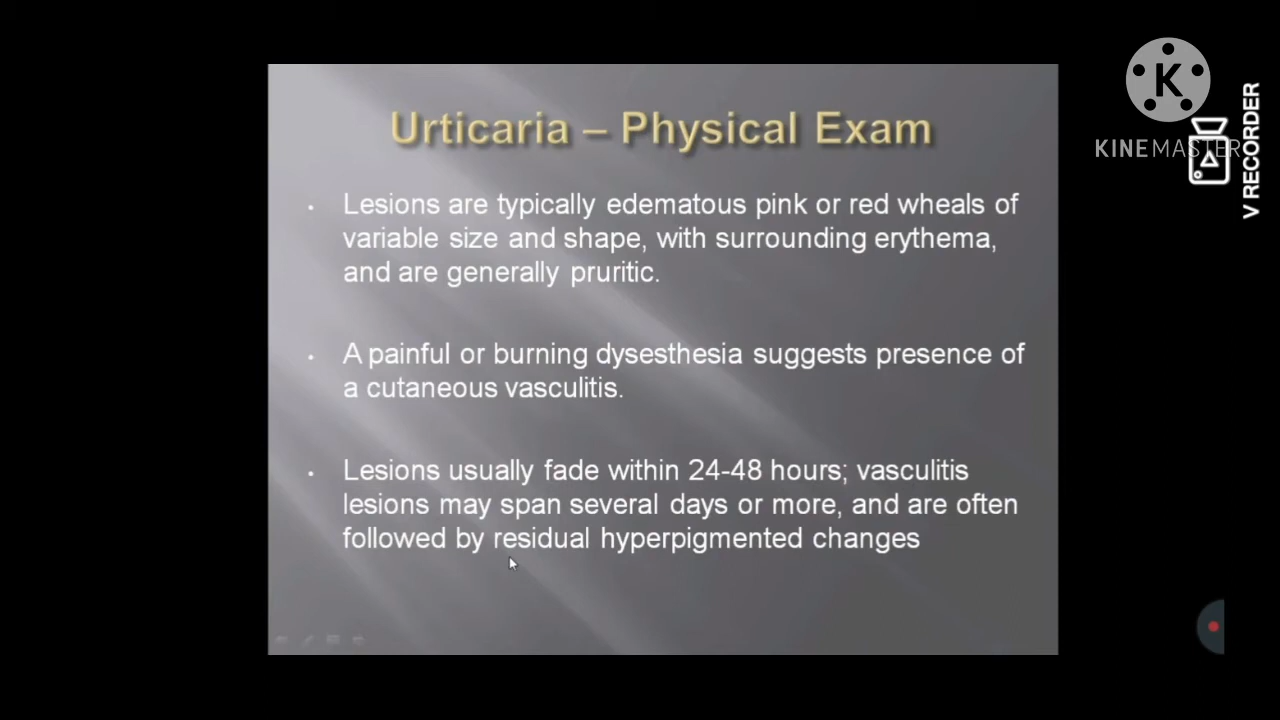 Urticaria – Physical Exam
• Lesions are typically edematous pink or red wheals of
variable size and shape, with surrounding erythema,
and are generally pruritic.
• A painful or burning dysesthesia suggests presence of
a cutaneous vasculitis.
• Lesions usually fade within 24-48 hours; vasculitis
lesions may span several days or more, and are often
followed by residual hyperpigmented changes
K
KINEMASTER
V RECORDER